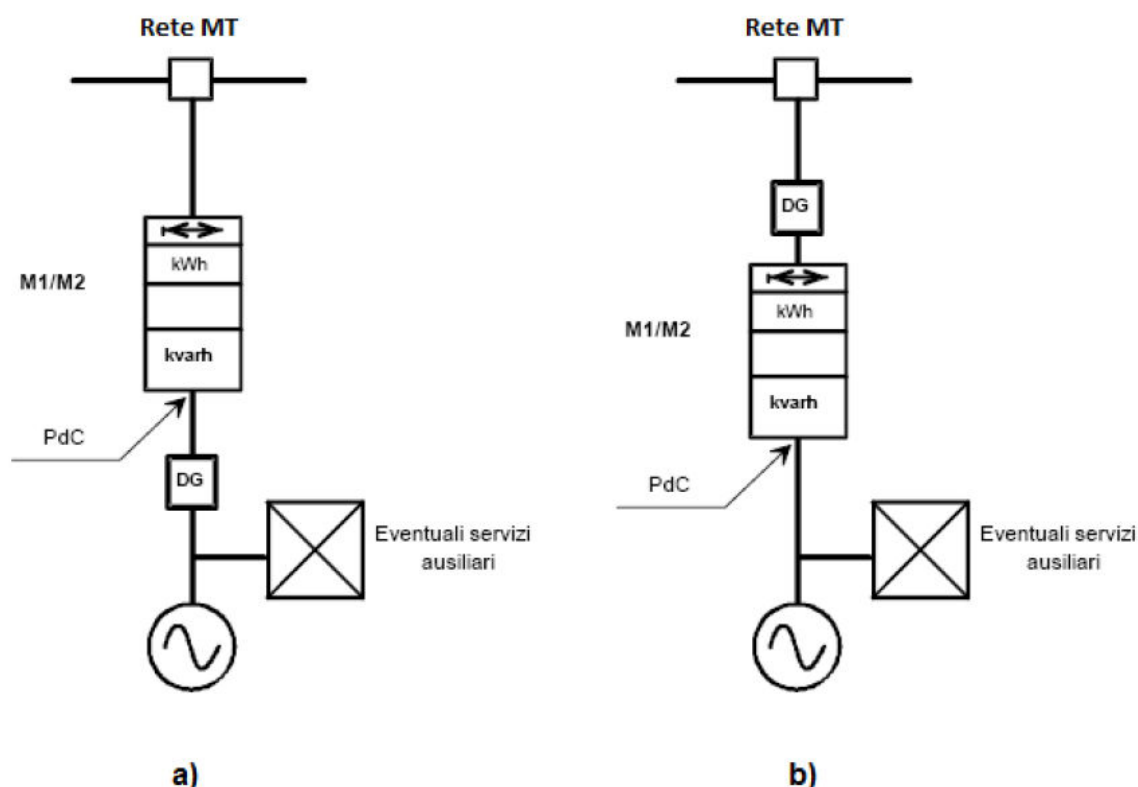 Rete MT
kWh
M1/M2
kvarh
PdC
DG
Eventuali servizi
ausiliari
a)
Rete MT
DG
kWh
M1/M2
kvarh
PdC
Eventuali servizi
ausiliari
b)